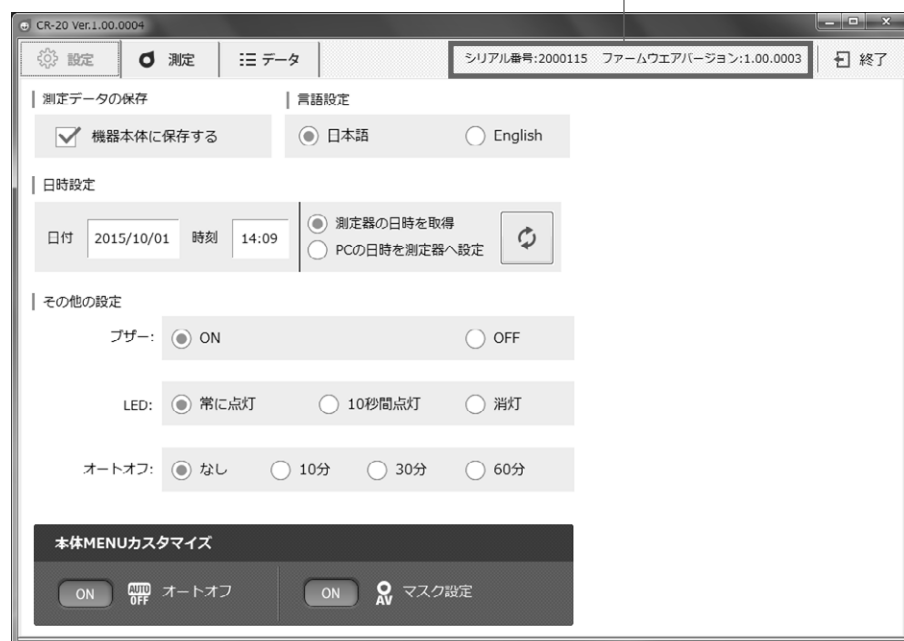 CR-20 Ver.1.00.0004
設定 測定 データ シリアル番号:2000115 ファームウエアバージョン:1.00.0003 終了
測定データの保存 言語設定
機器本体に保存する 日本語 English
日時設定
日付 2015/10/01 時刻 14:09 測定器の日時を取得
PCの日時を測定器へ設定
その他の設定
ブザー: ON OFF
LED: 常に点灯 10秒間点灯 消灯
オートオフ: なし 10分 30分 60分
本体MENUカスタマイズ
ON AUTO OFF オートオフ ON AV マスク設定